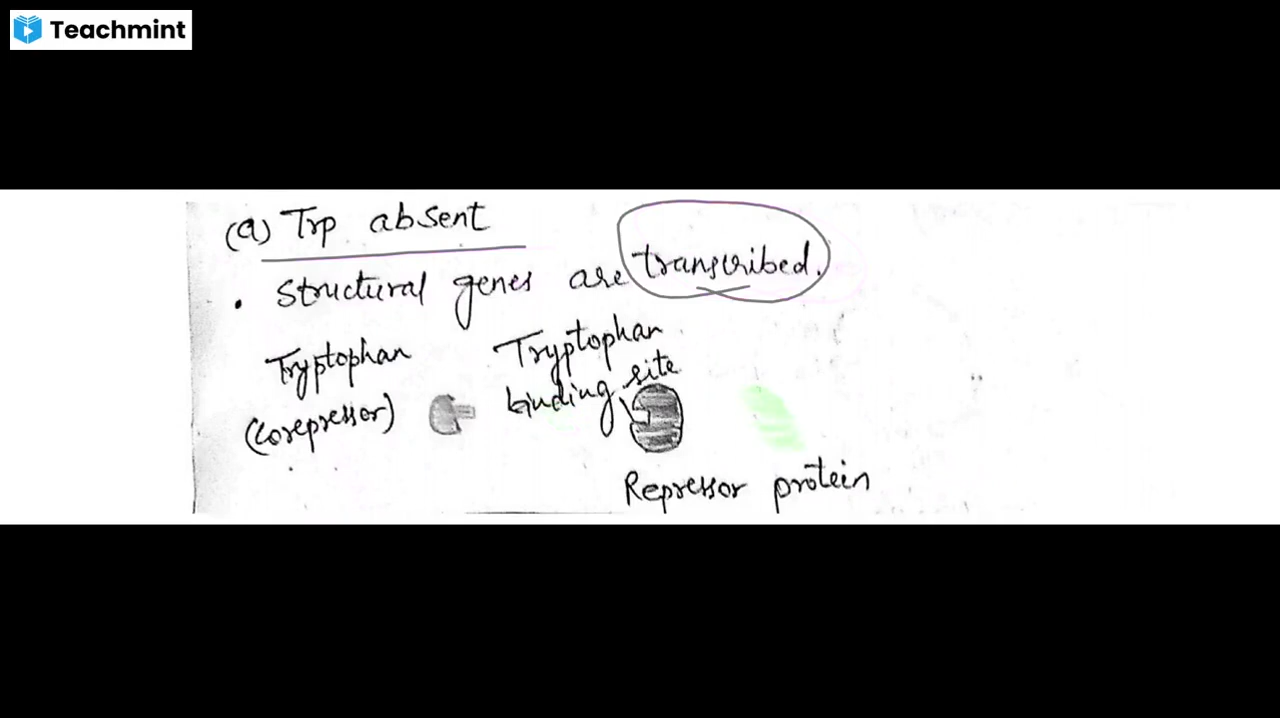 Teachmint
(a) Trp absent
• Structural genes are transcribed.
Tryptophan
(Corepressor)
Tryptophan
binding site
Repressor protein